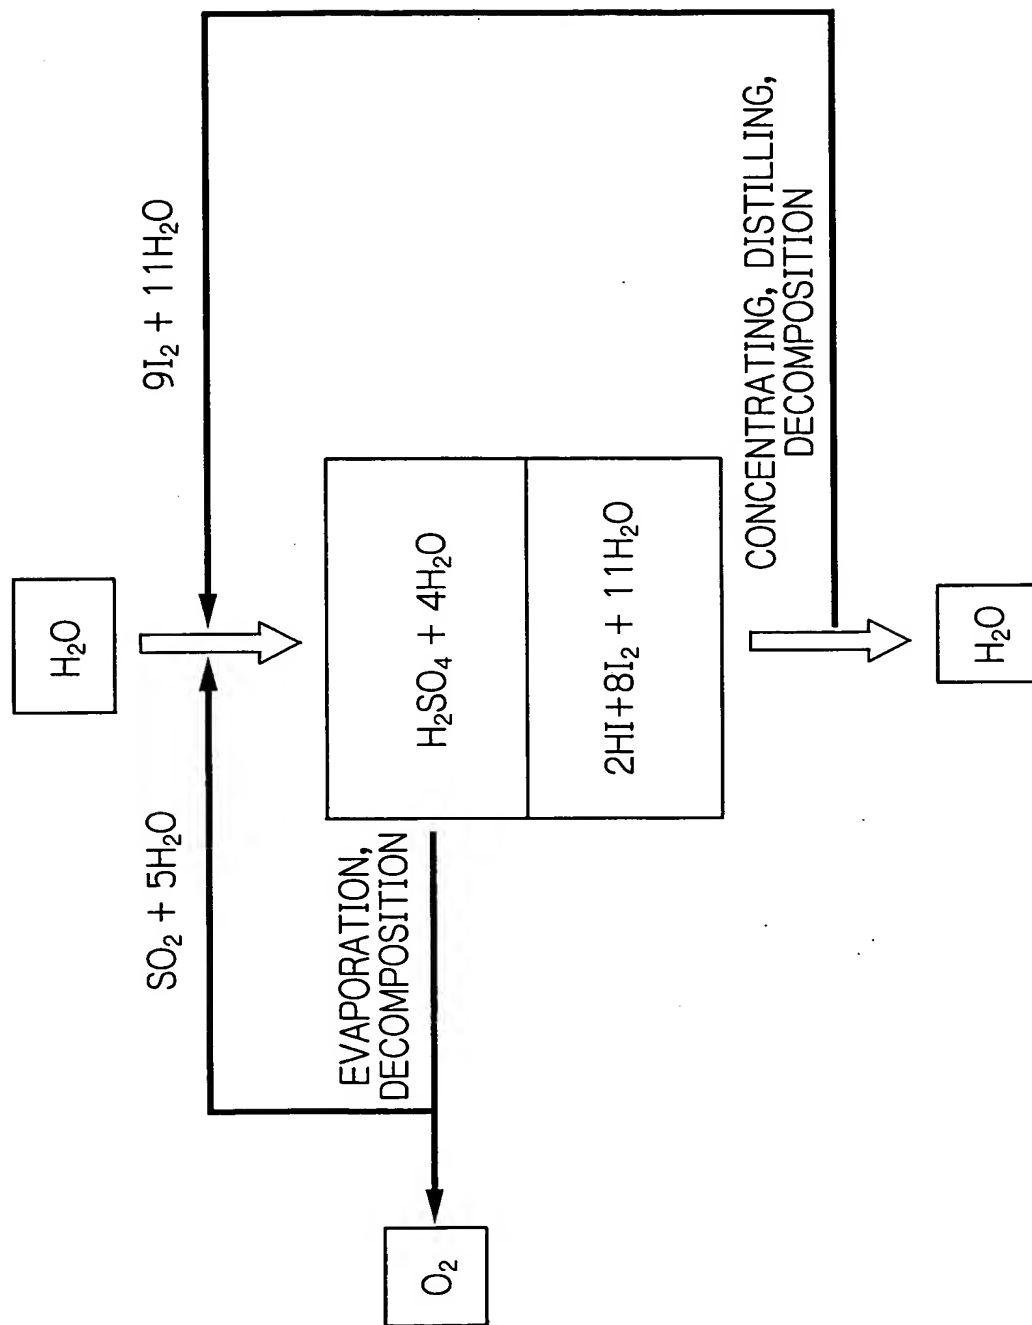 H₂O
SO₂ + 5H₂O
9I₂ + 11H₂O
EVAPORATION,
DECOMPOSITION
O₂
H₂SO₄ + 4H₂O
2HI+8I₂ + 11H₂O
CONCENTRATING, DISTILLING,
DECOMPOSITION
H₂O